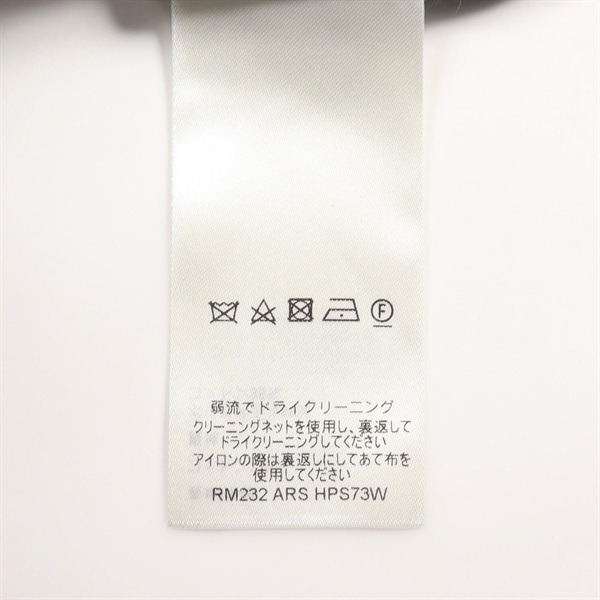 F
弱流でドライクリーニング
クリーニングネットを使用し、裏返して
ドライクリーニングしてください
アイロンの際は裏返しにしてあて布を
使用してください
RM232 ARS HPS73W